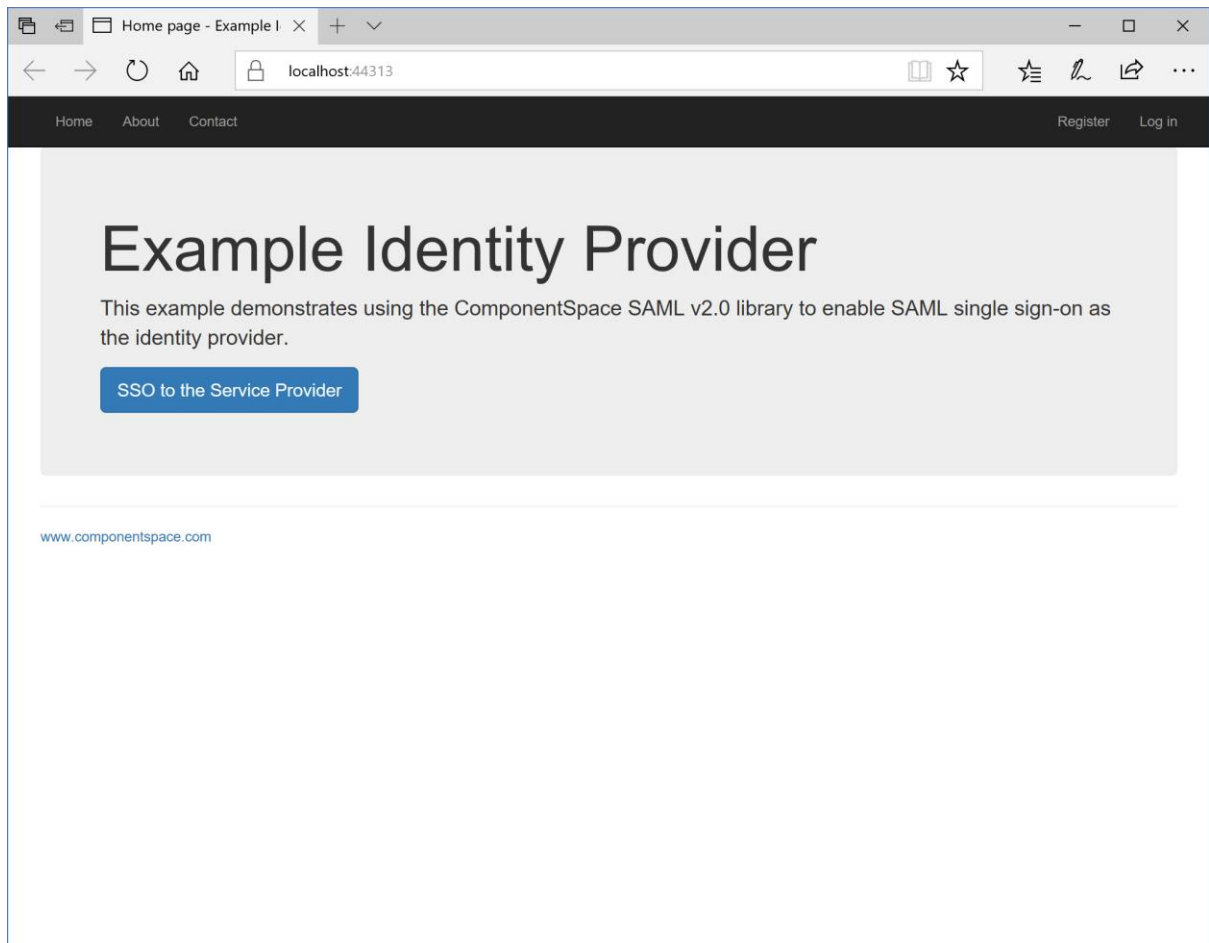 Home page - Example I
localhost:44313
Home About Contact Register Log in
Example Identity Provider
This example demonstrates using the ComponentSpace SAML v2.0 library to enable SAML single sign-on as
the identity provider.
SSO to the Service Provider
www.componentspace.com